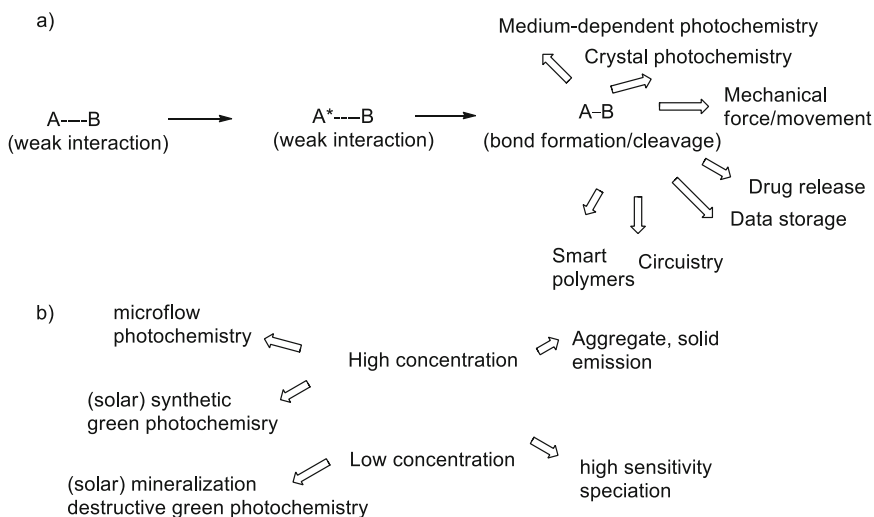 a)
Medium-dependent photochemistry
Crystal photochemistry
A----B
(weak interaction)
A*----B
(weak interaction)
A–B
(bond formation/cleavage)
Mechanical
force/movement
Drug release
Data storage
Smart
polymers
Circuistry
b)
microflow
photochemistry
High concentration
Aggregate, solid
emission
(solar) synthetic
green photochemisry
Low concentration
(solar) mineralization
destructive green photochemistry
high sensitivity
speciation